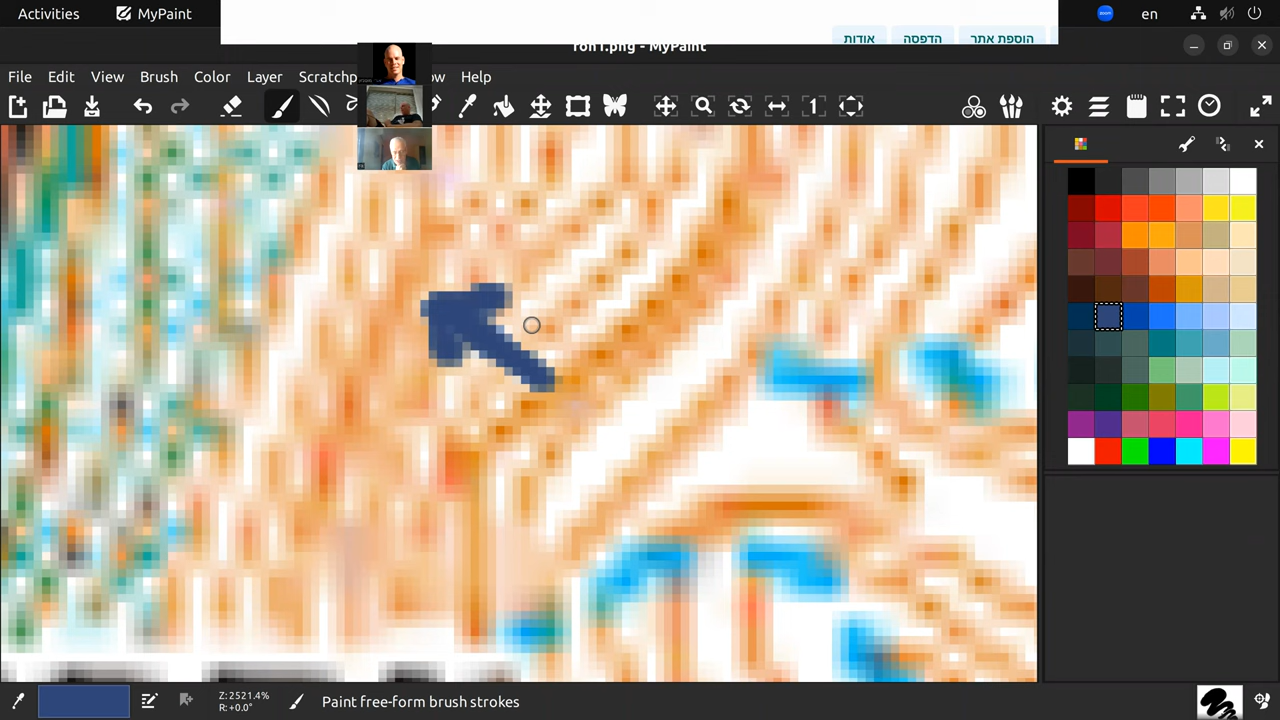 Activities MyPaint en
אודות הדפסה הוספת אתר
ron1.png - MyPaint
File Edit View Brush Color Layer Scratchp ow Help
1
Z:2521.4%
R:+0.0°
Paint free-form brush strokes